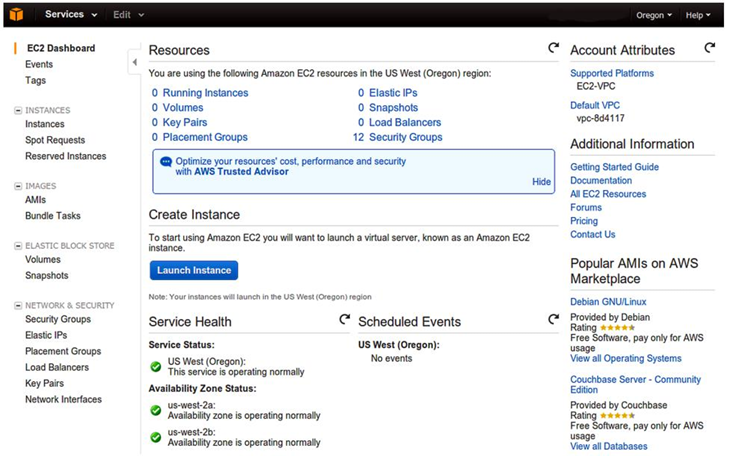 Services Edit Oregon Help
EC2 Dashboard
Events
Tags
INSTANCES
Instances
Spot Requests
Reserved Instances
IMAGES
AMIs
Bundle Tasks
ELASTIC BLOCK STORE
Volumes
Snapshots
NETWORK & SECURITY
Security Groups
Elastic IPs
Placement Groups
Load Balancers
Key Pairs
Network Interfaces
Resources
You are using the following Amazon EC2 resources in the US West (Oregon) region:
0 Running Instances 0 Elastic IPs
0 Volumes 0 Snapshots
0 Key Pairs 0 Load Balancers
0 Placement Groups 12 Security Groups
Optimize your resources' cost, performance and security
with AWS Trusted Advisor
Hide
Create Instance
To start using Amazon EC2 you will want to launch a virtual server, known as an Amazon EC2
instance.
Launch Instance
Note: Your instances will launch in the US West (Oregon) region
Service Health
Service Status:
US West (Oregon):
This service is operating normally
Availability Zone Status:
us-west-2a:
Availability zone is operating normally
us-west-2b:
Availability zone is operating normally
Scheduled Events
US West (Oregon):
No events
Account Attributes
Supported Platforms
EC2-VPC
Default VPC
vpc-8d4117
Additional Information
Getting Started Guide
Documentation
All EC2 Resources
Forums
Pricing
Contact Us
Popular AMIs on AWS
Marketplace
Debian GNU/Linux
Provided by Debian
Rating
Free Software, pay only for AWS
usage
View all Operating Systems
Couchbase Server - Community
Edition
Provided by Couchbase
Rating
Free Software, pay only for AWS
usage
View all Databases